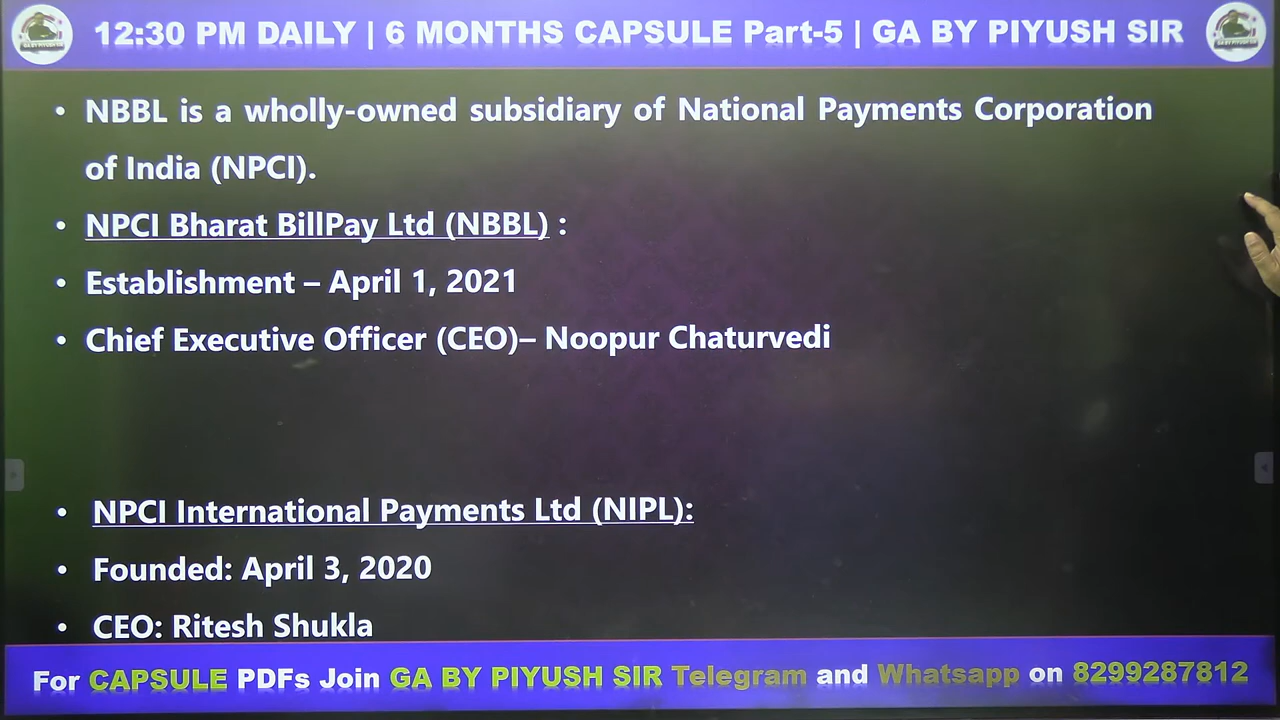 12:30 PM DAILY | 6 MONTHS CAPSULE Part-5 | GA BY PIYUSH SIR
• NBBL is a wholly-owned subsidiary of National Payments Corporation
of India (NPCI).
• NPCI Bharat BillPay Ltd (NBBL) :
• Establishment – April 1, 2021
• Chief Executive Officer (CEO)– Noopur Chaturvedi
• NPCI International Payments Ltd (NIPL):
• Founded: April 3, 2020
• CEO: Ritesh Shukla
For CAPSULE PDFs Join GA BY PIYUSH SIR Telegram and Whatsapp on 8299287812